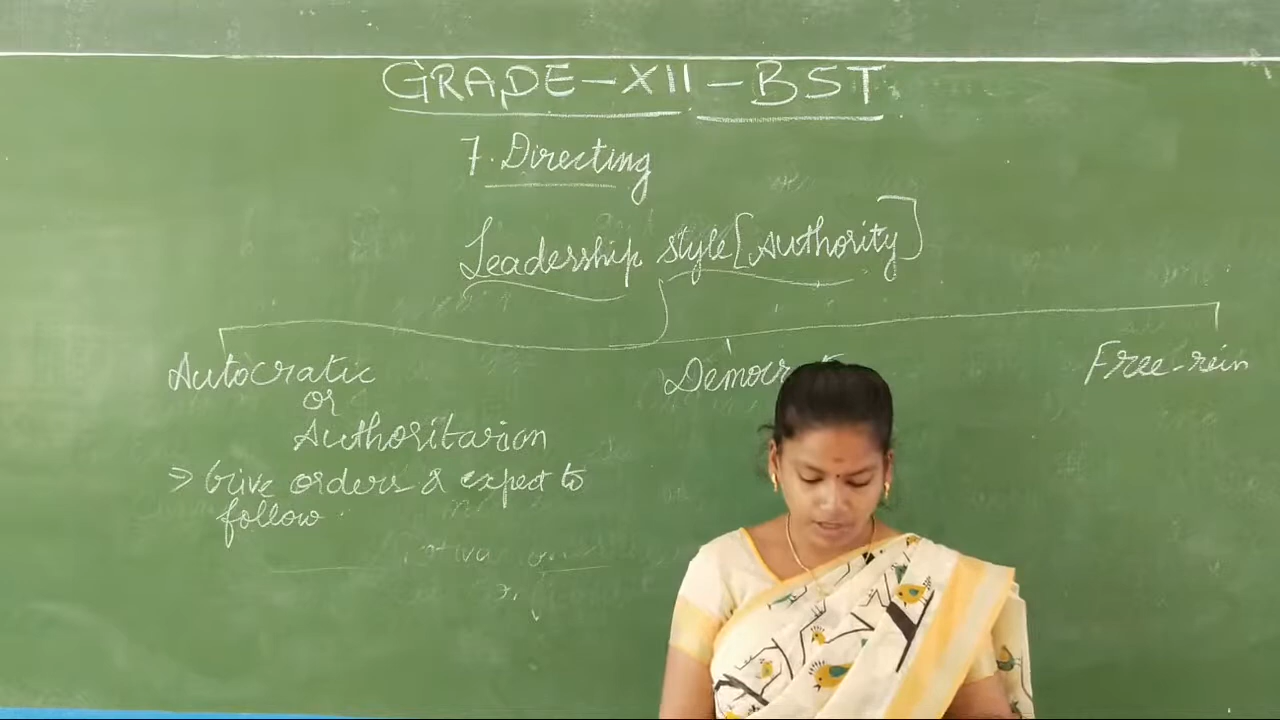 GRADE-XII-BST
7. Directing
Leadership style [Authority]
Autocratic
or
Authoritarian
⇒ Give orders & expect to
follow.
Free-rein